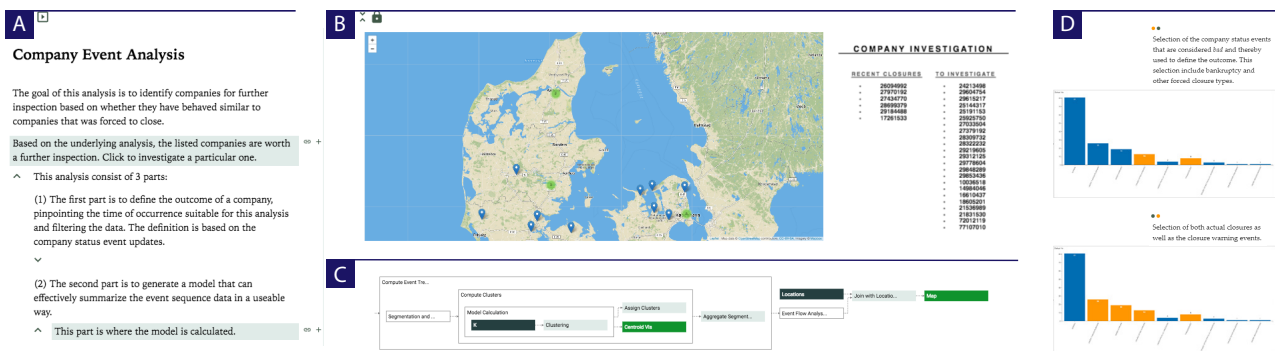 A
Company Event Analysis
The goal of this analysis is to identify companies for further
inspection based on whether they have behaved similar to
companies that was forced to close.
Based on the underlying analysis, the listed companies are worth
a further inspection. Click to investigate a particular one.
This analysis consist of 3 parts:
(1) The first part is to define the outcome of a company,
pinpointing the time of occurrence suitable for this analysis
and filtering the data. The definition is based on the
company status event updates.
(2) The second part is to generate a model that can
effectively summarize the event sequence data in a useable
way.
This part is where the model is calculated.
B
COMPANY INVESTIGATION
RECENT CLOSURES
26094992
27970192
27434770
28699379
29184488
17261533
TO INVESTIGATE
24213498
29604754
29615217
25144317
25191153
25925750
27033504
27379192
28309732
28322232
29219605
29312125
29778604
29848289
29853436
10036518
14984046
16610437
18605201
21536989
21831530
72012119
77107010
C
Compute Event Tre...
Segmentation and ...
Compute Clusters
Model Calculation
K
Clustering
Assign Clusters
Centroid Vis
Aggregate Segment...
Locations
Event Flow Analys...
Join with Locatio...
Map
D
Selection of the company status events
that are considered bad and thereby
used to define the outcome. This
selection include bankruptcy and
other forced closure types.
Selection of both actual closures as
well as the closure warning events.